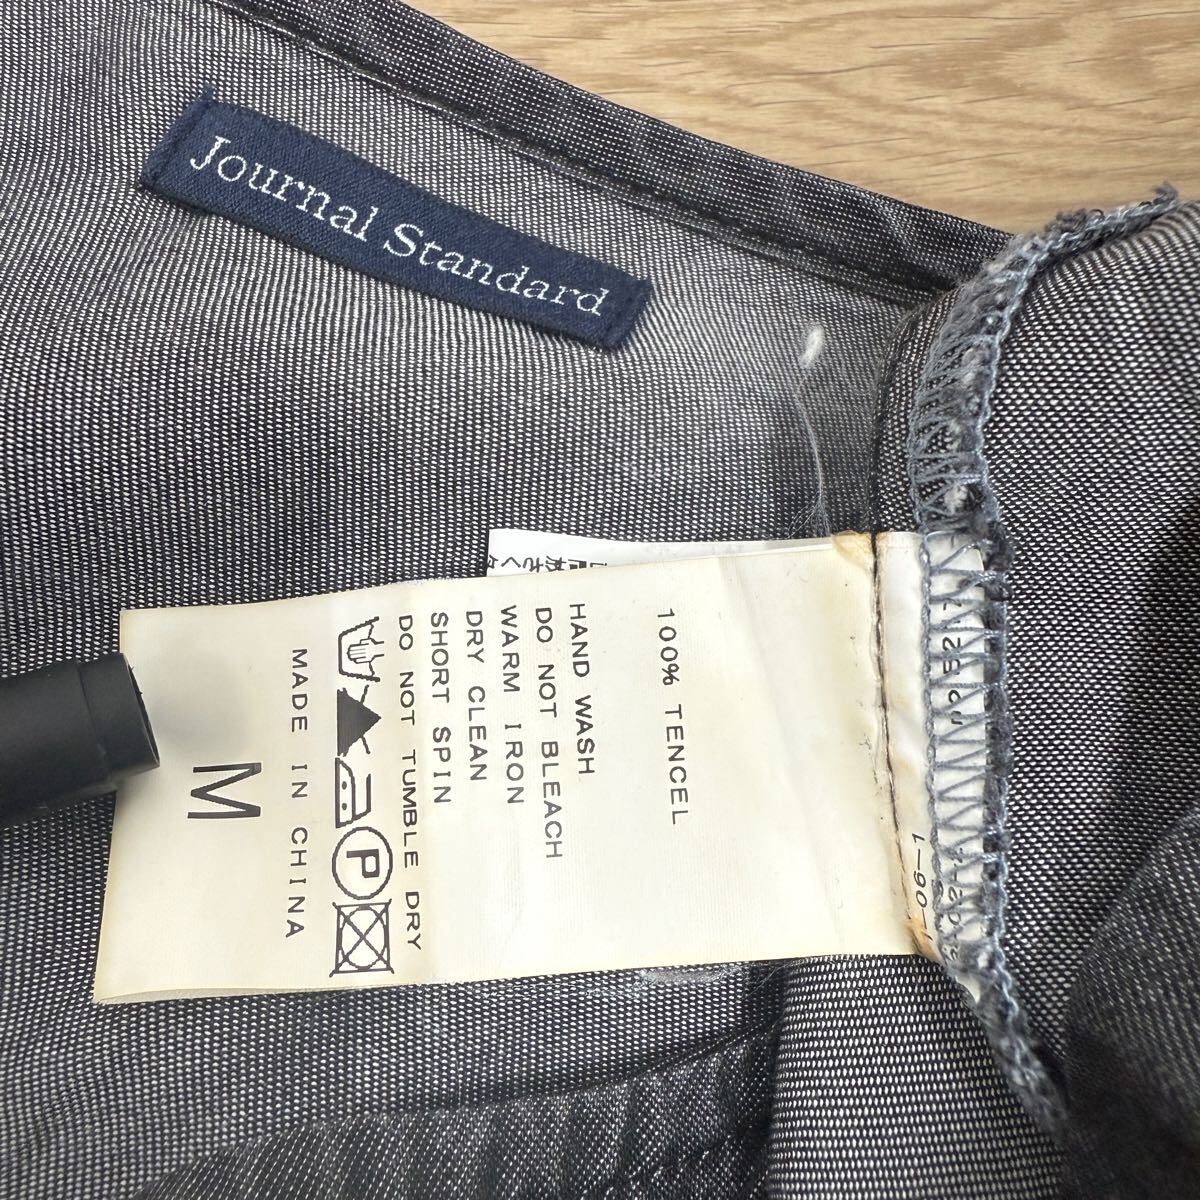 Journal Standard
100% TENCEL
HAND WASH
DO NOT BLEACH
WARM IRON
DRY CLEAN
SHORT SPIN
DO NOT TUMBLE DRY
P
MADE IN CHINA
M